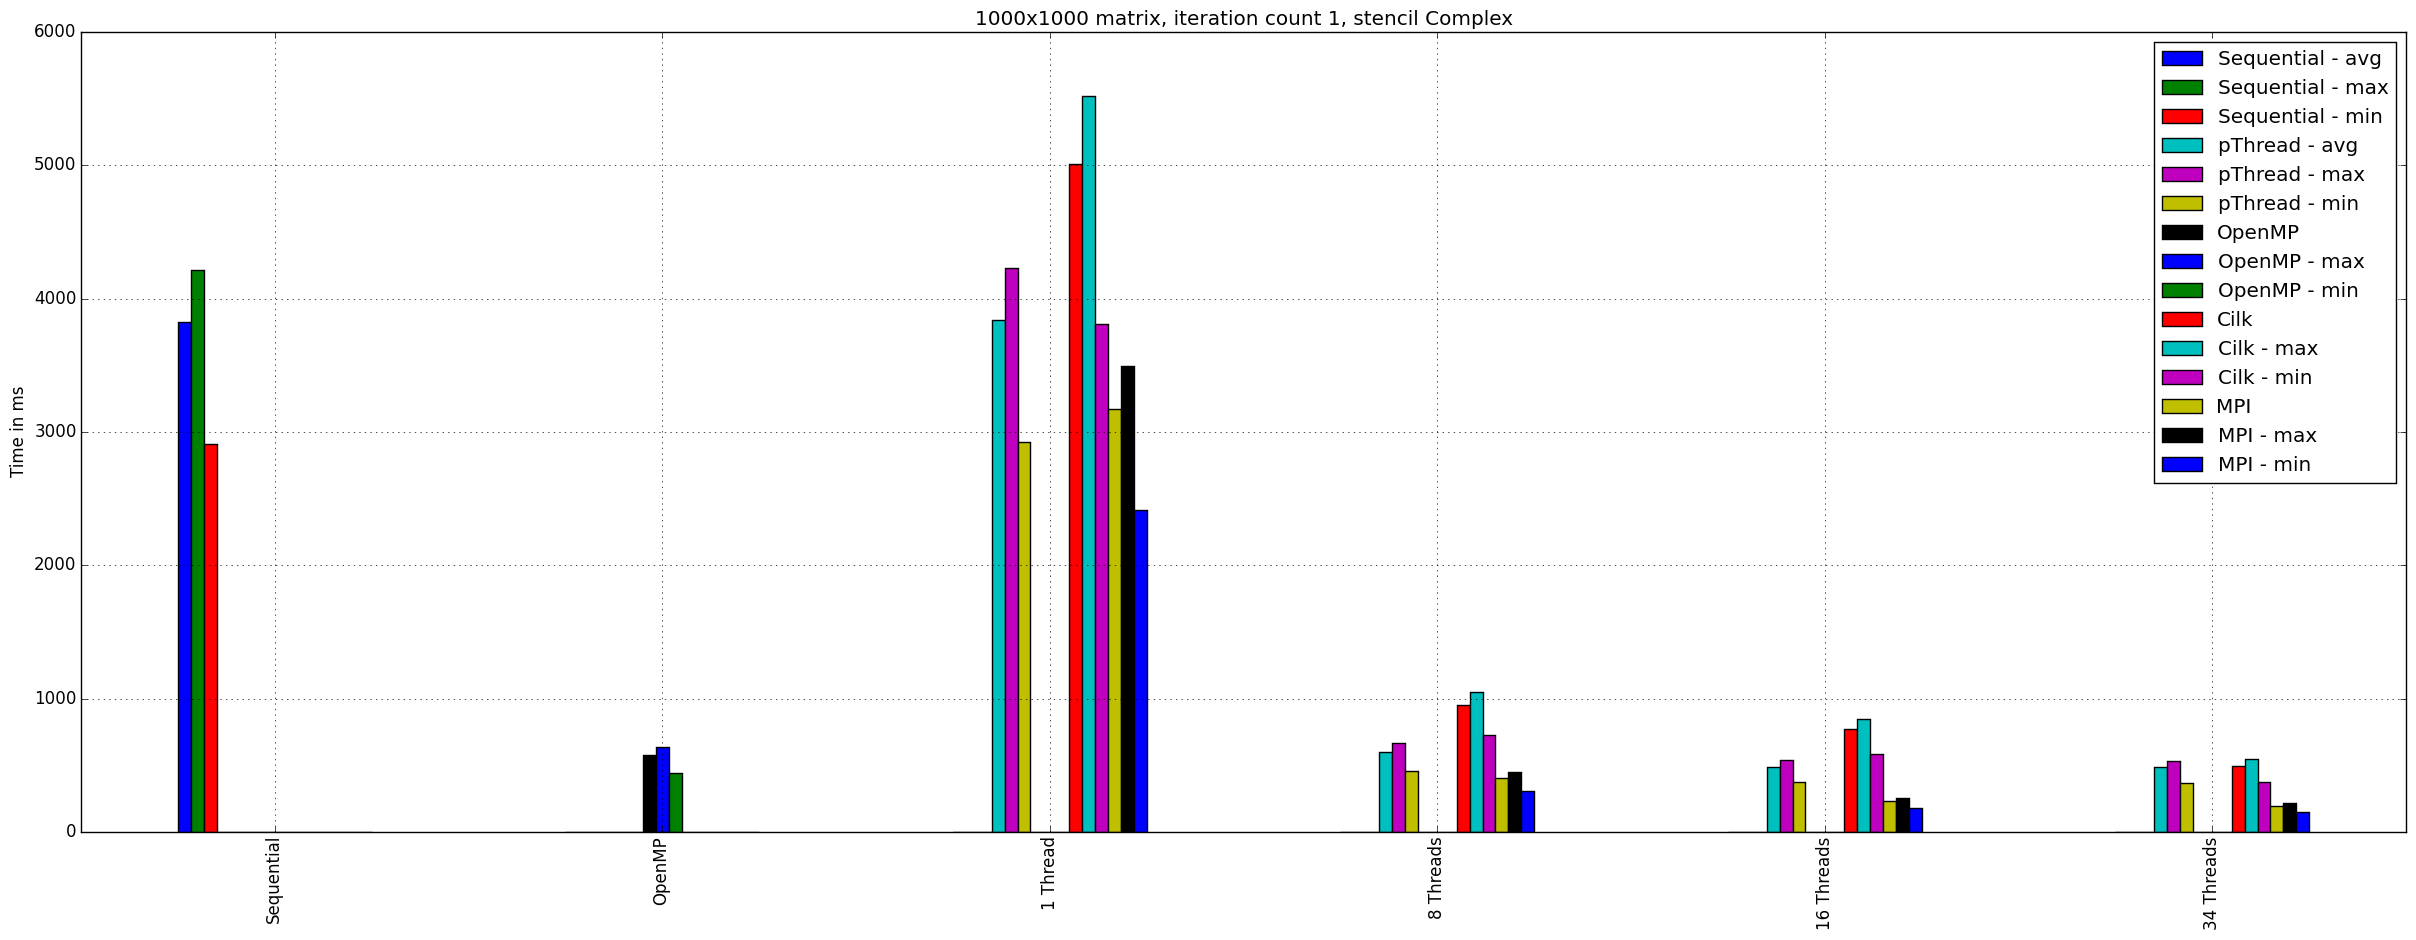 1000x1000 matrix, iteration count 1, stencil Complex
6000
5000
4000
3000
2000
1000
0
Time in ms
Sequential - avg
Sequential - max
Sequential - min
pThread - avg
pThread - max
pThread - min
OpenMP
OpenMP - max
OpenMP - min
Cilk
Cilk - max
Cilk - min
MPI
MPI - max
MPI - min
Sequential
OpenMP
1 Thread
8 Threads
16 Threads
34 Threads